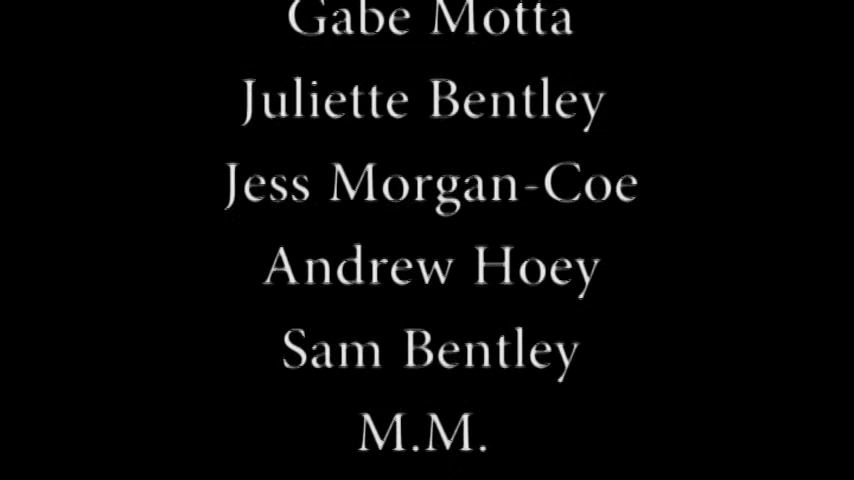 Gabe Motta
Juliette Bentley
Jess Morgan-Coe
Andrew Hoey
Sam Bentley
M.M.